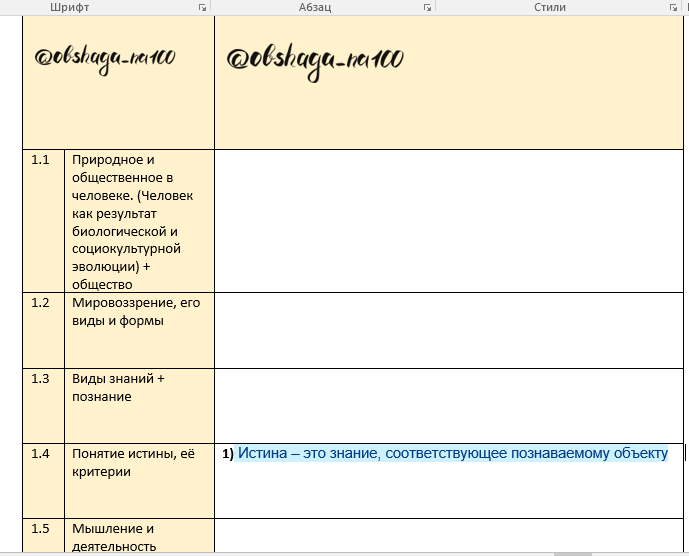 Шрифт Абзац Стили
@obshaga_na100 @obshaga_na100
1.1 Природное и
общественное в
человеке. (Человек
как результат
биологической и
социокультурной
эволюции) +
общество
1.2 Мировоззрение, его
виды и формы
1.3 Виды знаний +
познание
1.4 Понятие истины, её
критерии
1) Истина – это знание, соответствующее познаваемому объекту
1.5 Мышление и
деятельность